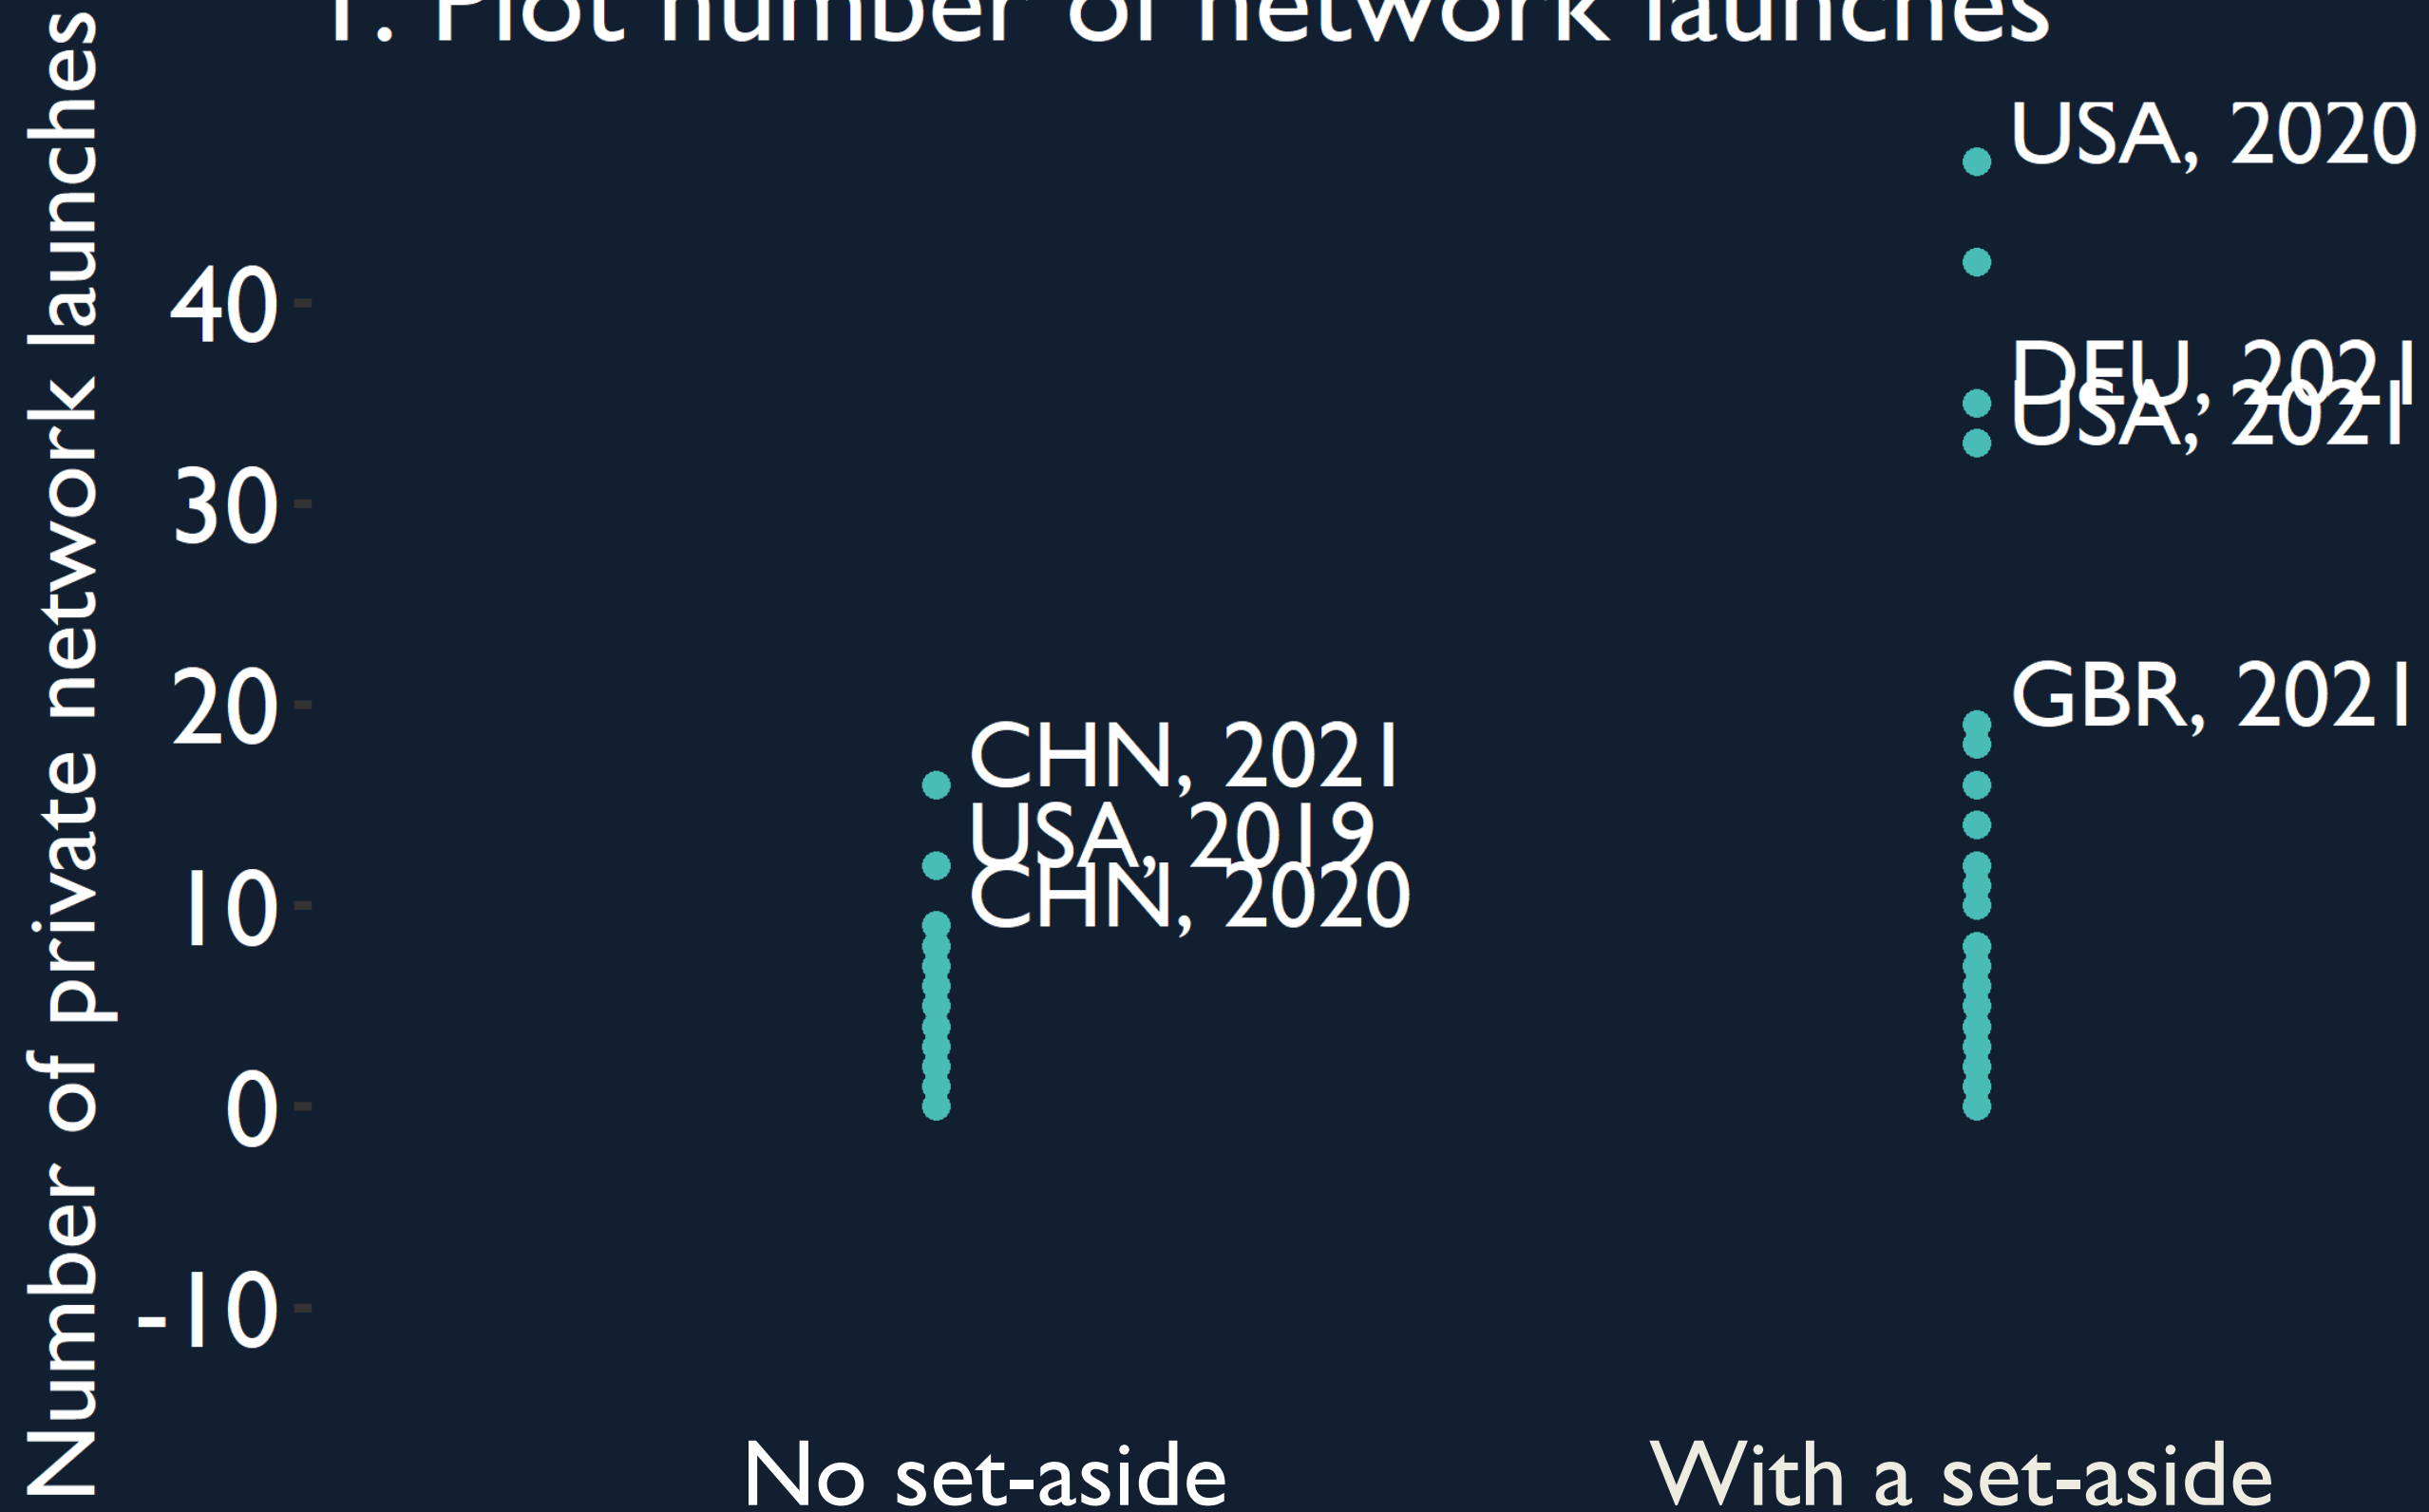 1. Plot number of network launches
Number of private network launches
USA, 2020
40
DEU, 2021
USA, 2021
30
GBR, 2021
20
CHN, 2021
USA, 2019
CHN, 2020
10
0
-10
No set-aside
With a set-aside